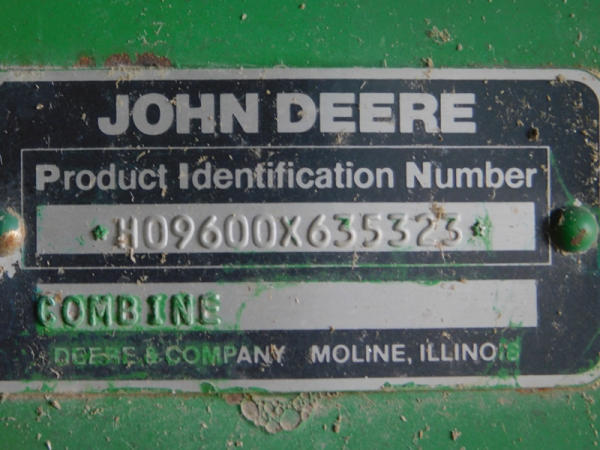 JOHN DEERE
Product Identification Number
*H09600X635323*
COMBINE
DEERE & COMPANY MOLINE, ILLINOIS